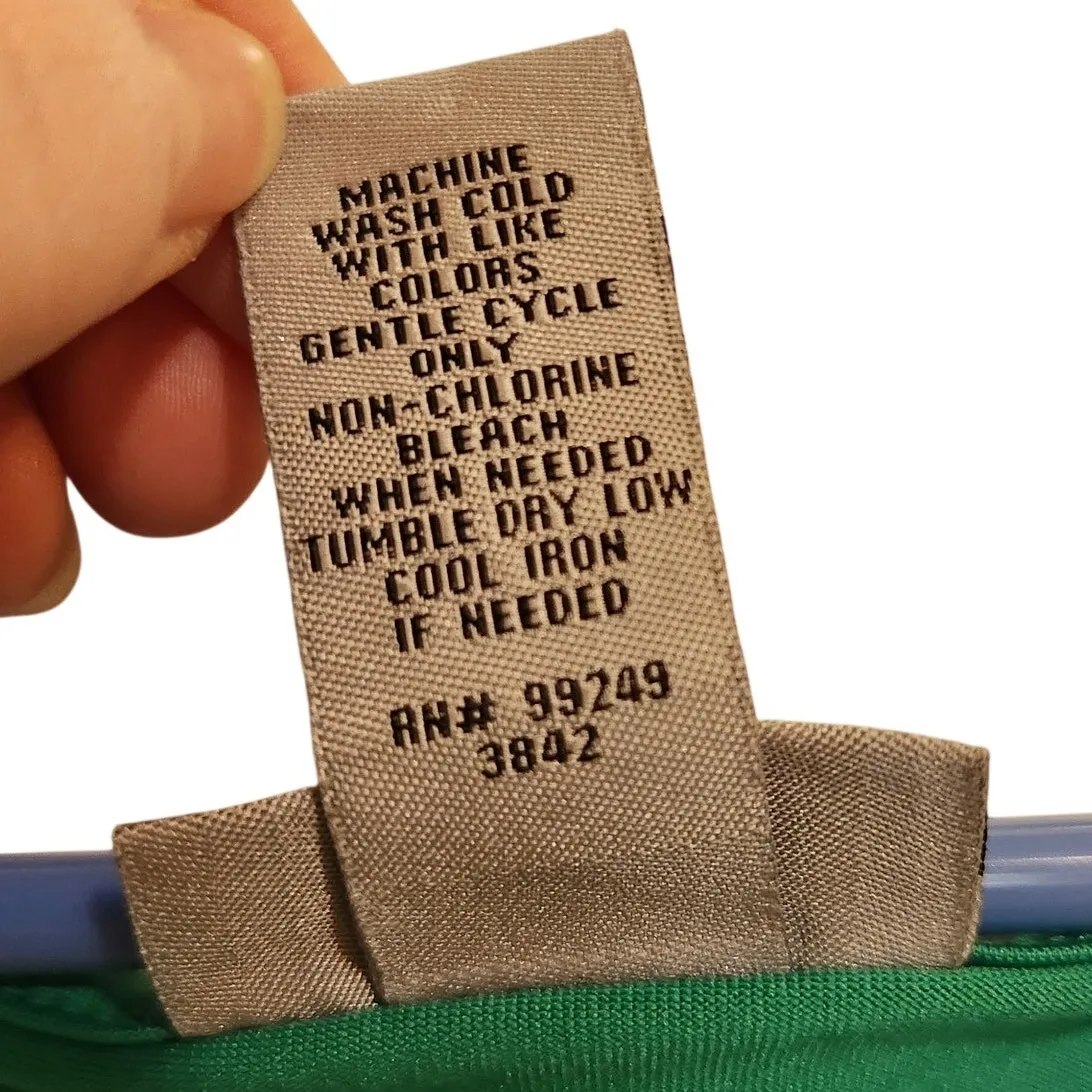 MACHINE
WASH COLD
WITH LIKE
COLORS
GENTLE CYCLE
ONLY
NON-CHLORINE
BLEACH
WHEN NEEDED
TUMBLE DRY LOW
COOL IRON
IF NEEDED
RN# 99249
3842